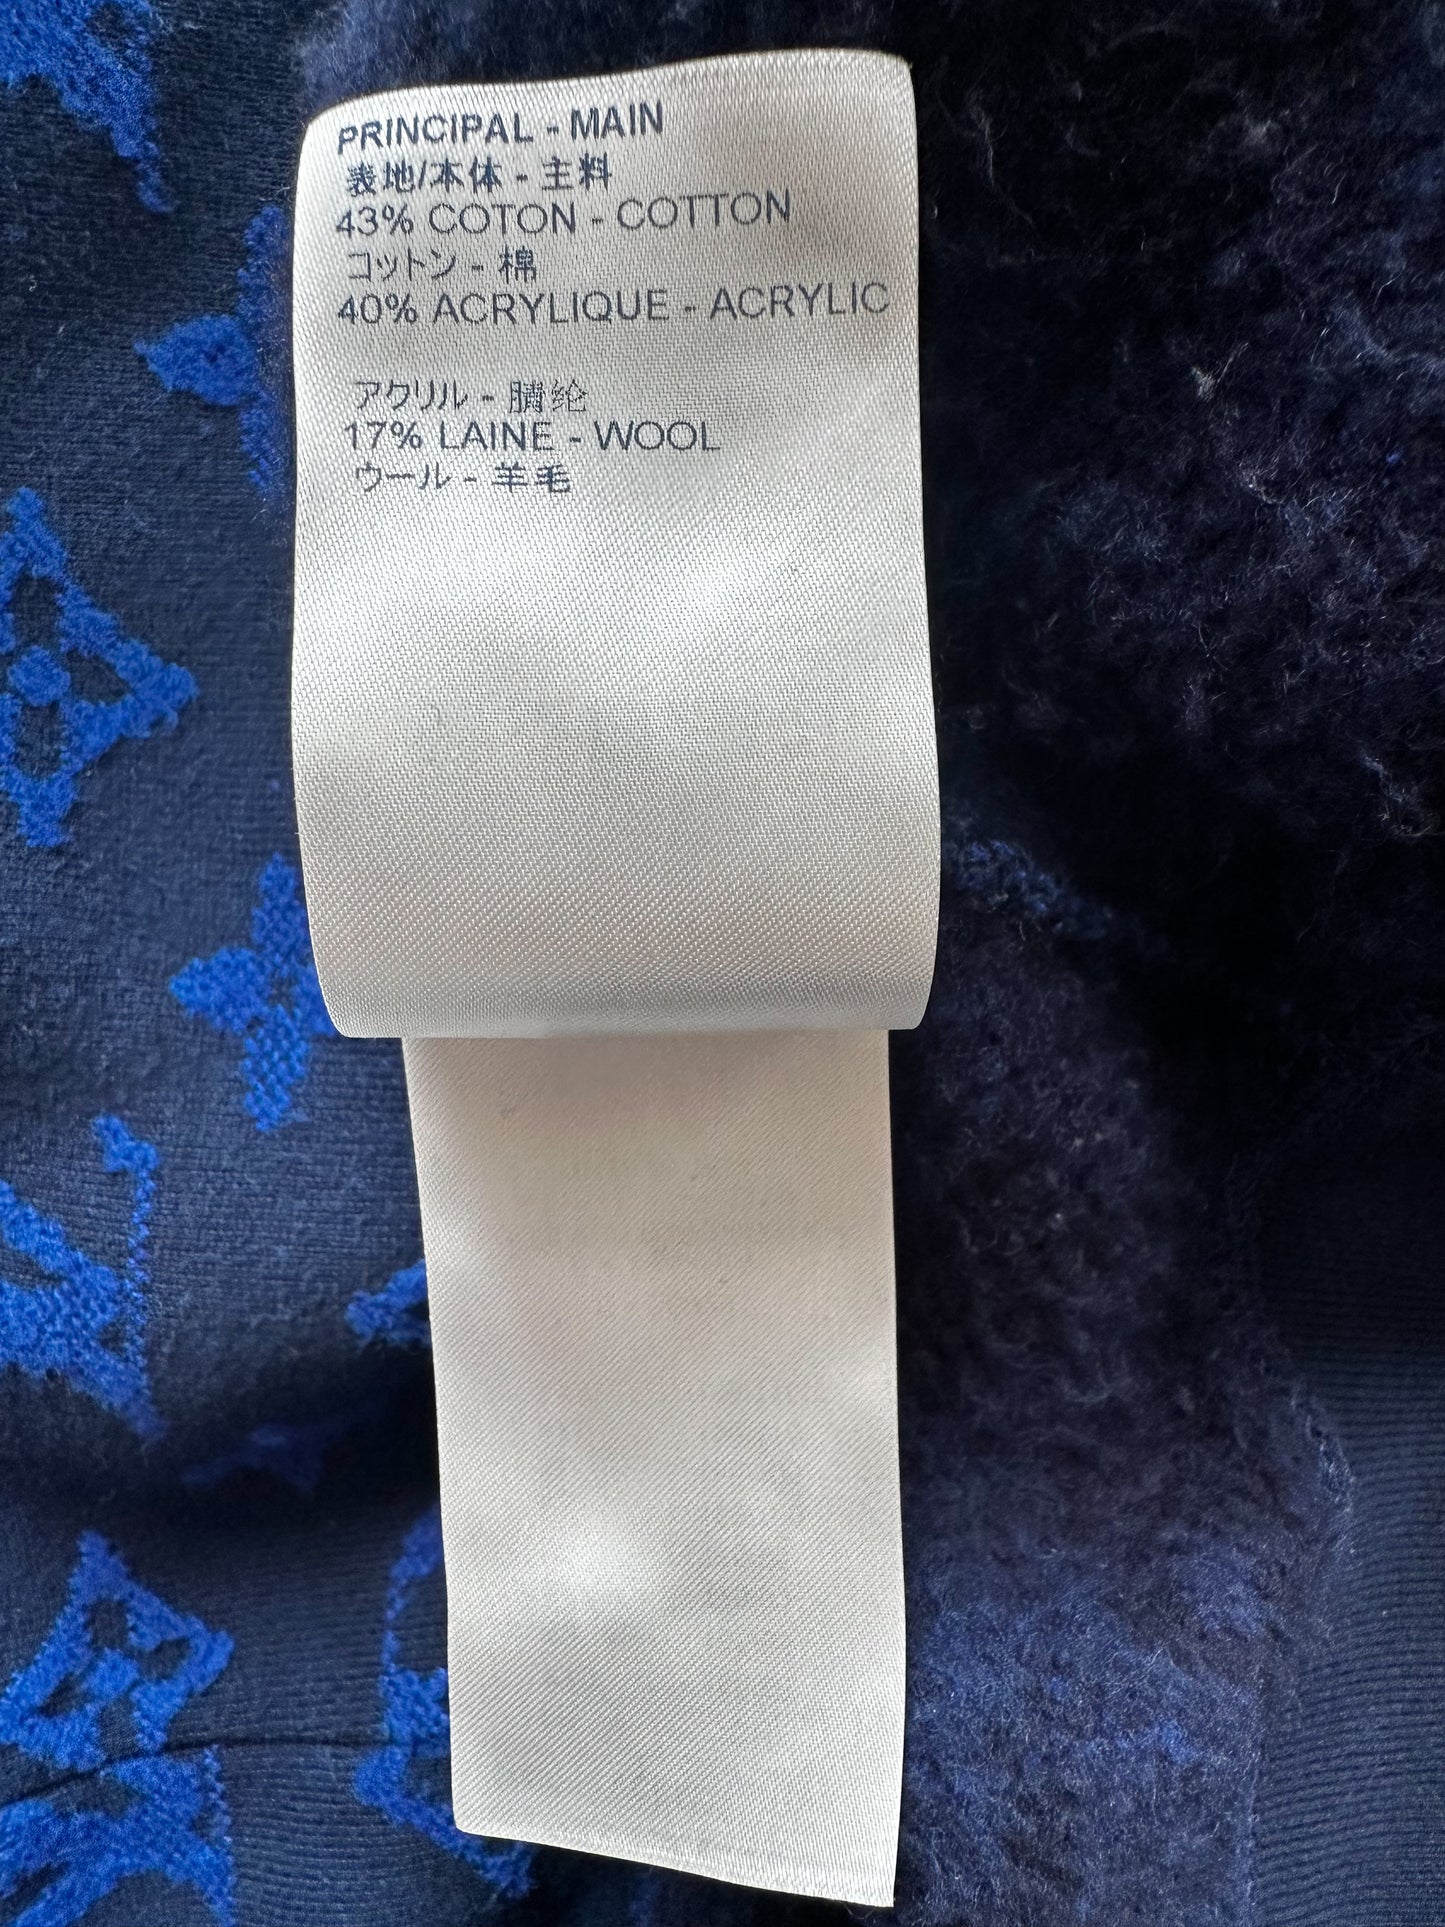 PRINCIPAL - MAIN
表地/本体 - 主料
43% COTON - COTTON
コットン - 棉
40% ACRYLIQUE - ACRYLIC
アクリル - 腈纶
17% LAINE - WOOL
ウール - 羊毛